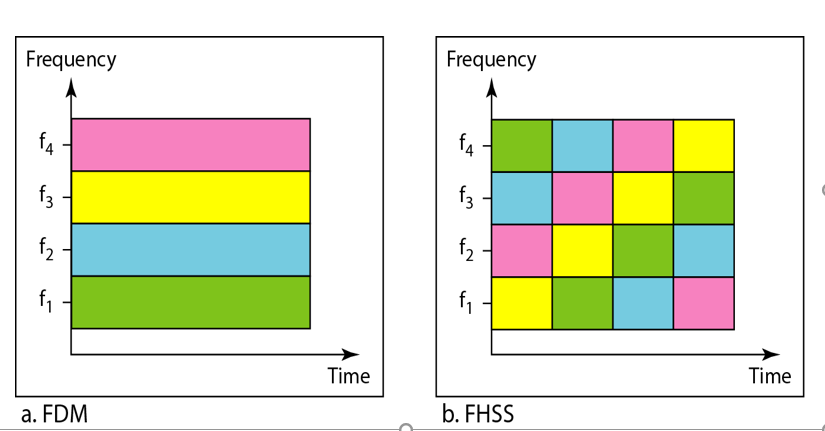 Frequency
f4
f3
f2
f1
Time
a. FDM
Frequency
f4
f3
f2
f1
Time
b. FHSS